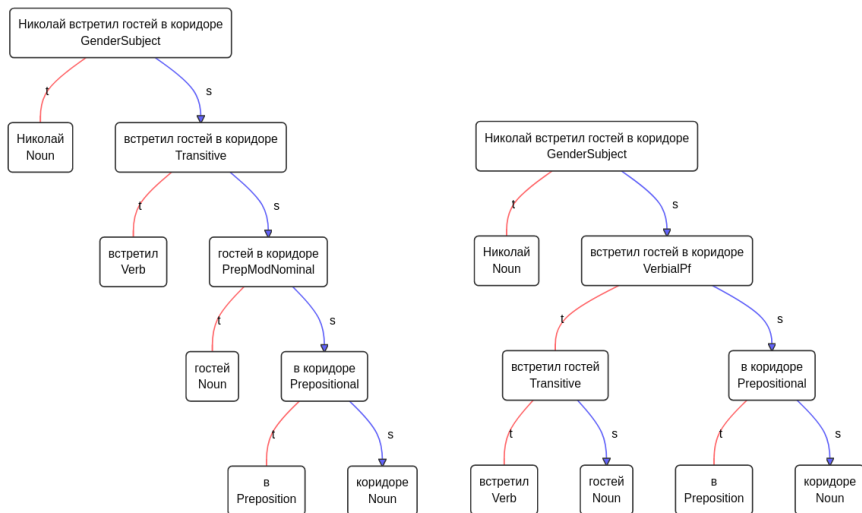 Николай встретил гостей в коридоре
GenderSubject
t
s
Николай
Noun
встретил гостей в коридоре
Transitive
t
s
встретил
Verb
гостей в коридоре
PrepModNominal
t
s
гостей
Noun
в коридоре
Prepositional
t
s
в
Preposition
коридоре
Noun
Николай встретил гостей в коридоре
GenderSubject
t
s
Николай
Noun
встретил гостей в коридоре
VerbialPf
t
s
встретил гостей
Transitive
t
s
встретил
Verb
гостей
Noun
в коридоре
Prepositional
t
s
в
Preposition
коридоре
Noun